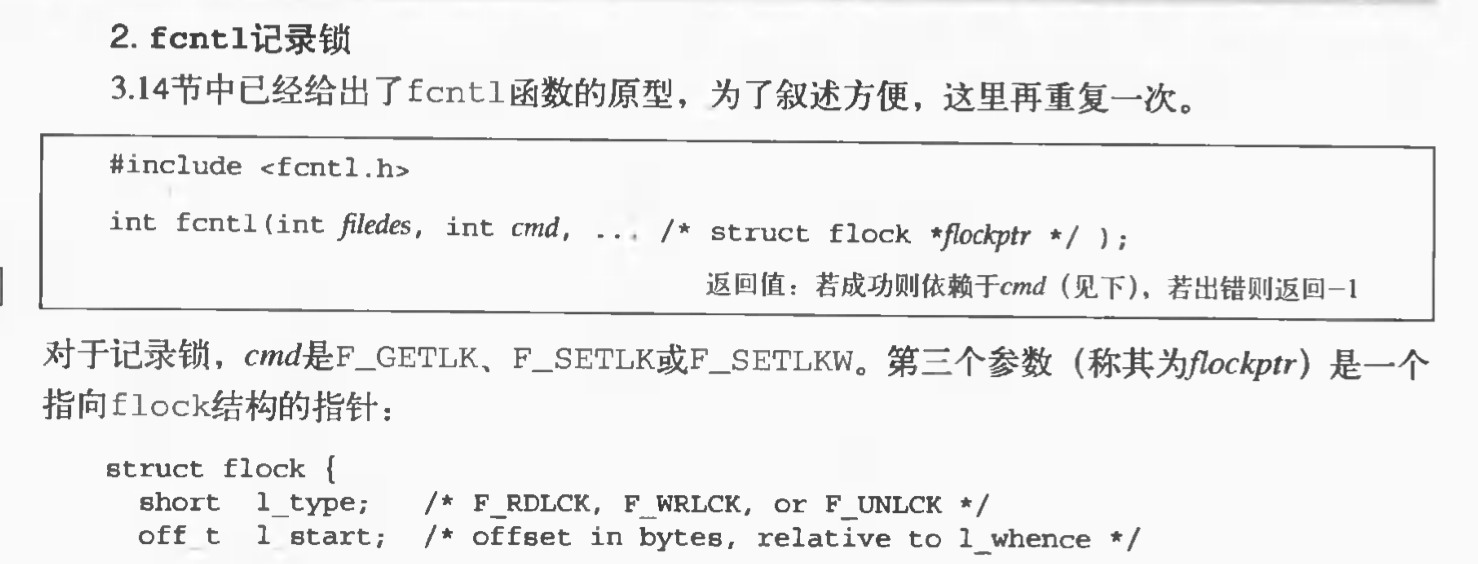 2. fcntl记录锁
3.14节中已经给出了fcntl函数的原型，为了叙述方便，这里再重复一次。
#include <fcntl.h>
int fcntl(int filedes, int cmd, ... /* struct flock *flockptr */ );
返回值：若成功则依赖于cmd（见下），若出错则返回−1
对于记录锁，cmd是F_GETLK、F_SETLK或F_SETLKW。第三个参数（称其为flockptr）是一个
指向flock结构的指针：
struct flock {
short l_type; /* F_RDLCK, F_WRLCK, or F_UNLCK */
off_t l_start; /* offset in bytes, relative to l_whence */